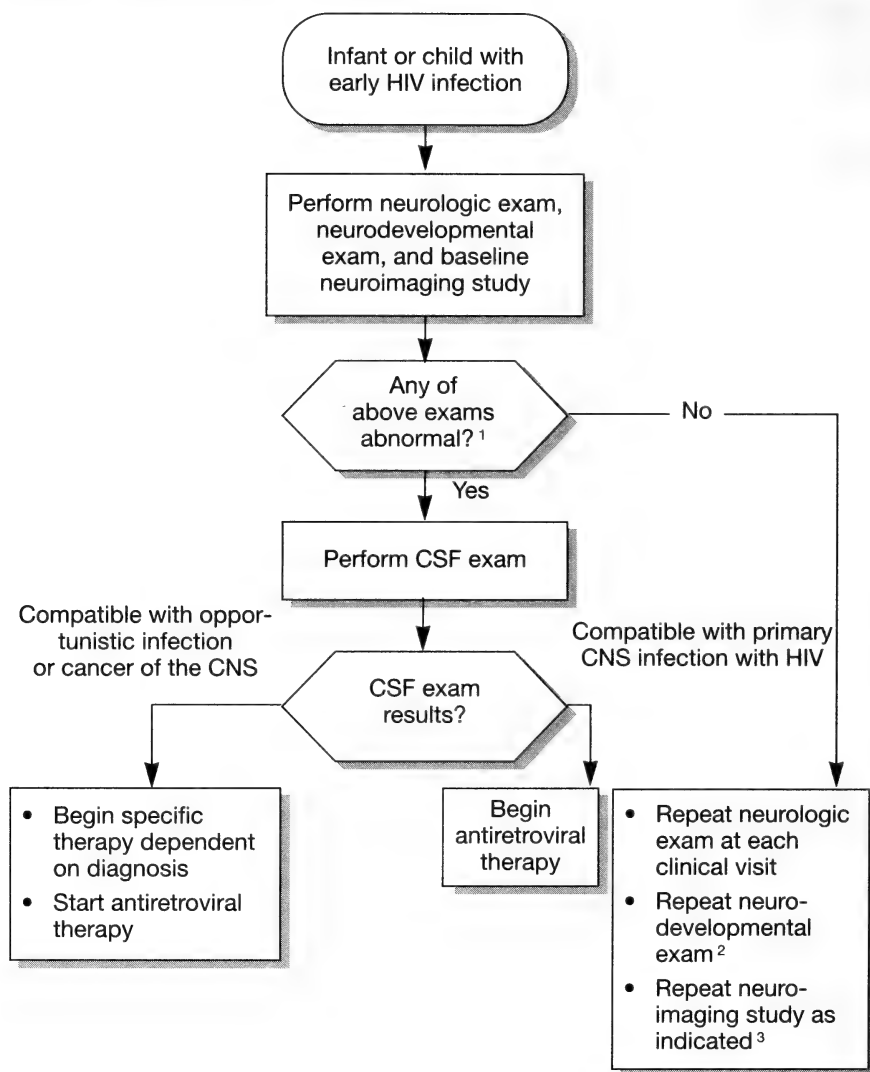 Infant or child with
early HIV infection
Perform neurologic exam,
neurodevelopmental
exam, and baseline
neuroimaging study
Any of
above exams
abnormal? 1
No
Yes
Perform CSF exam
Compatible with oppor-
tunistic infection
or cancer of the CNS
Compatible with primary
CNS infection with HIV
CSF exam
results?
• Begin specific
therapy dependent
on diagnosis
• Start antiretroviral
therapy
Begin
antiretroviral
therapy
• Repeat neurologic
exam at each
clinical visit
• Repeat neuro-
developmental
exam 2
• Repeat neuro-
imaging study as
indicated 3